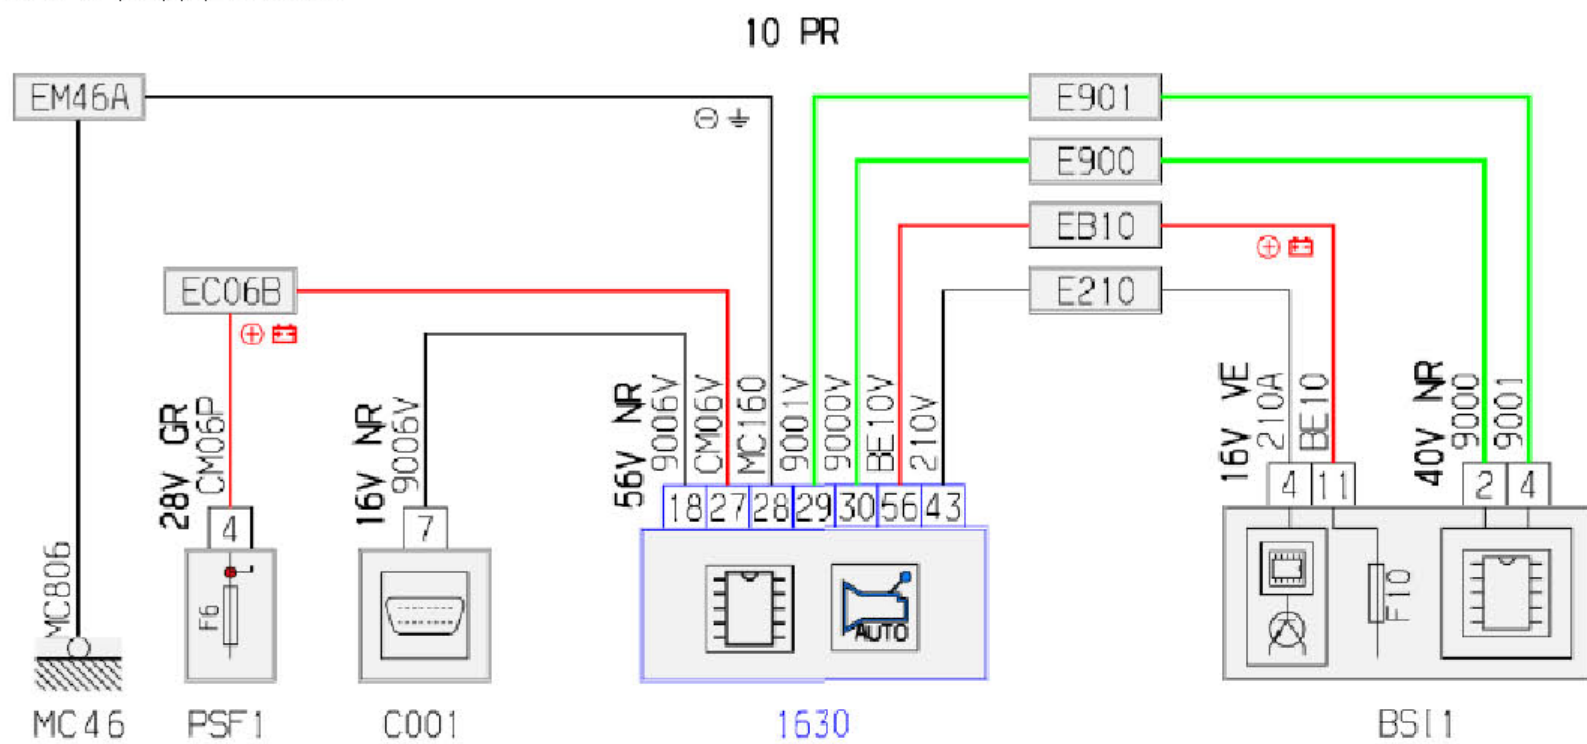 10 PR
EM46A
E901
E900
EB10
EC06B
E210
28V GR
CM06P
16V NR
9006V
56V NR
9006V
CM06V
MC160
9001V
9000V
BE10V
210V
16V VE
210A
BE10
40V NR
9000
9001
MC806
4
7
18 27 28 29 30 56 43
4 11
2 4
F6
AUTO
F10
MC46
PSF1
C001
1630
BSI1